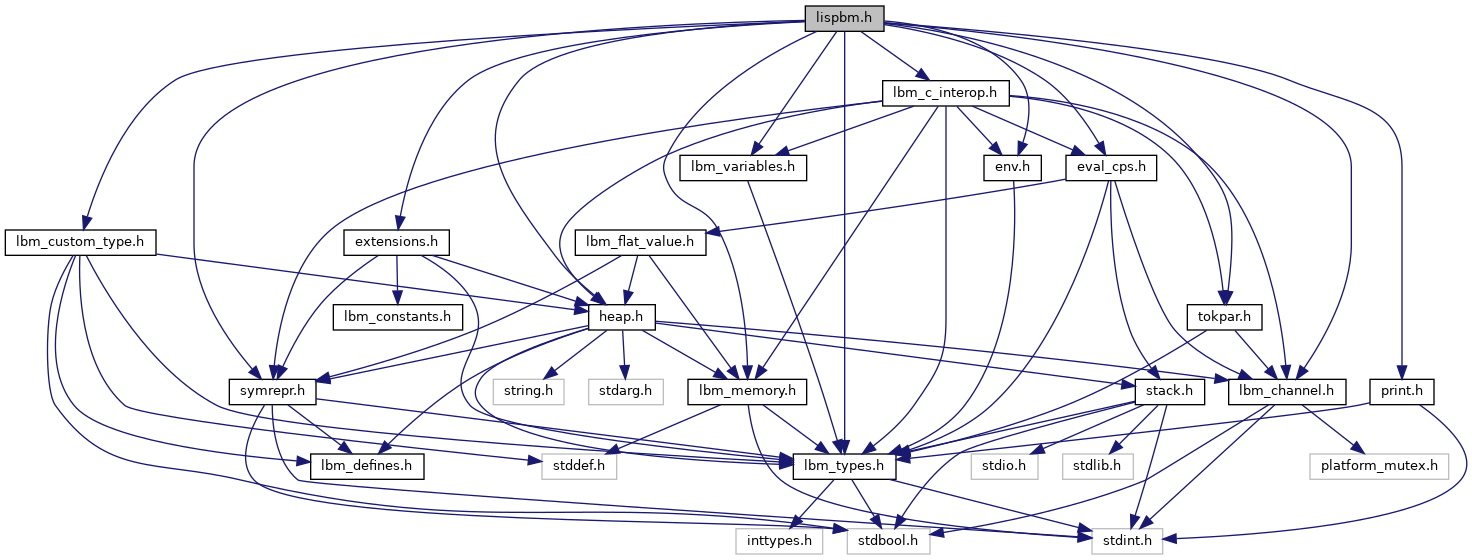 lispbm.h
lbm_c_interop.h
lbm_variables.h
env.h
eval_cps.h
lbm_custom_type.h
extensions.h
lbm_flat_value.h
lbm_constants.h
heap.h
tokpar.h
symrepr.h
string.h
stdarg.h
lbm_memory.h
stack.h
lbm_channel.h
print.h
lbm_defines.h
stddef.h
lbm_types.h
stdio.h
stdlib.h
platform_mutex.h
inttypes.h
stdbool.h
stdint.h